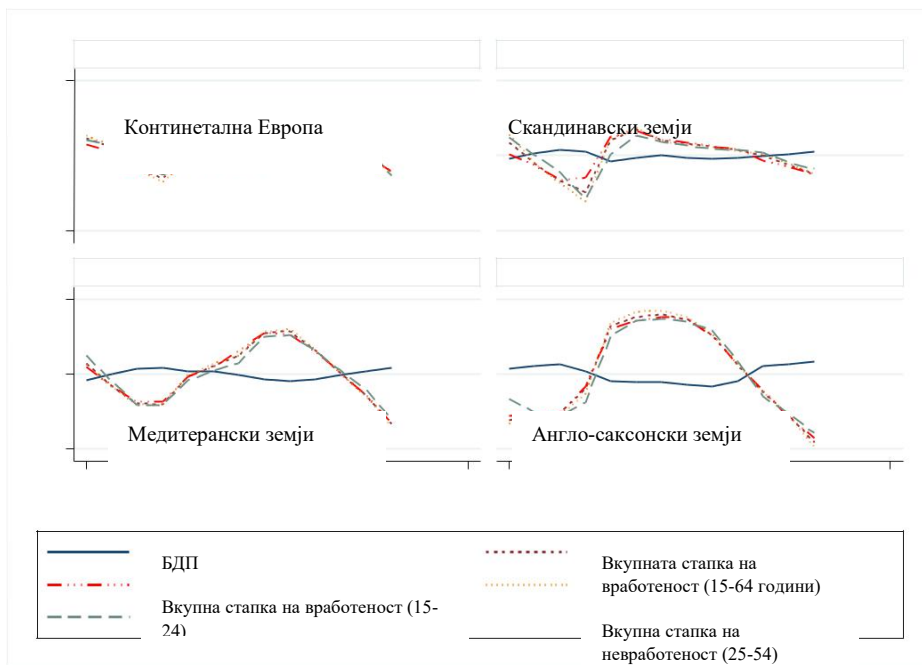 Континетална Европа
Скандинавски земји
Медитерански земји
Англо-саксонски земји
БДП
Вкупна стапка на вработеност (15-
24)
Вкупната стапка на
вработеност (15-64 години)
Вкупна стапка на
невработеност (25-54)